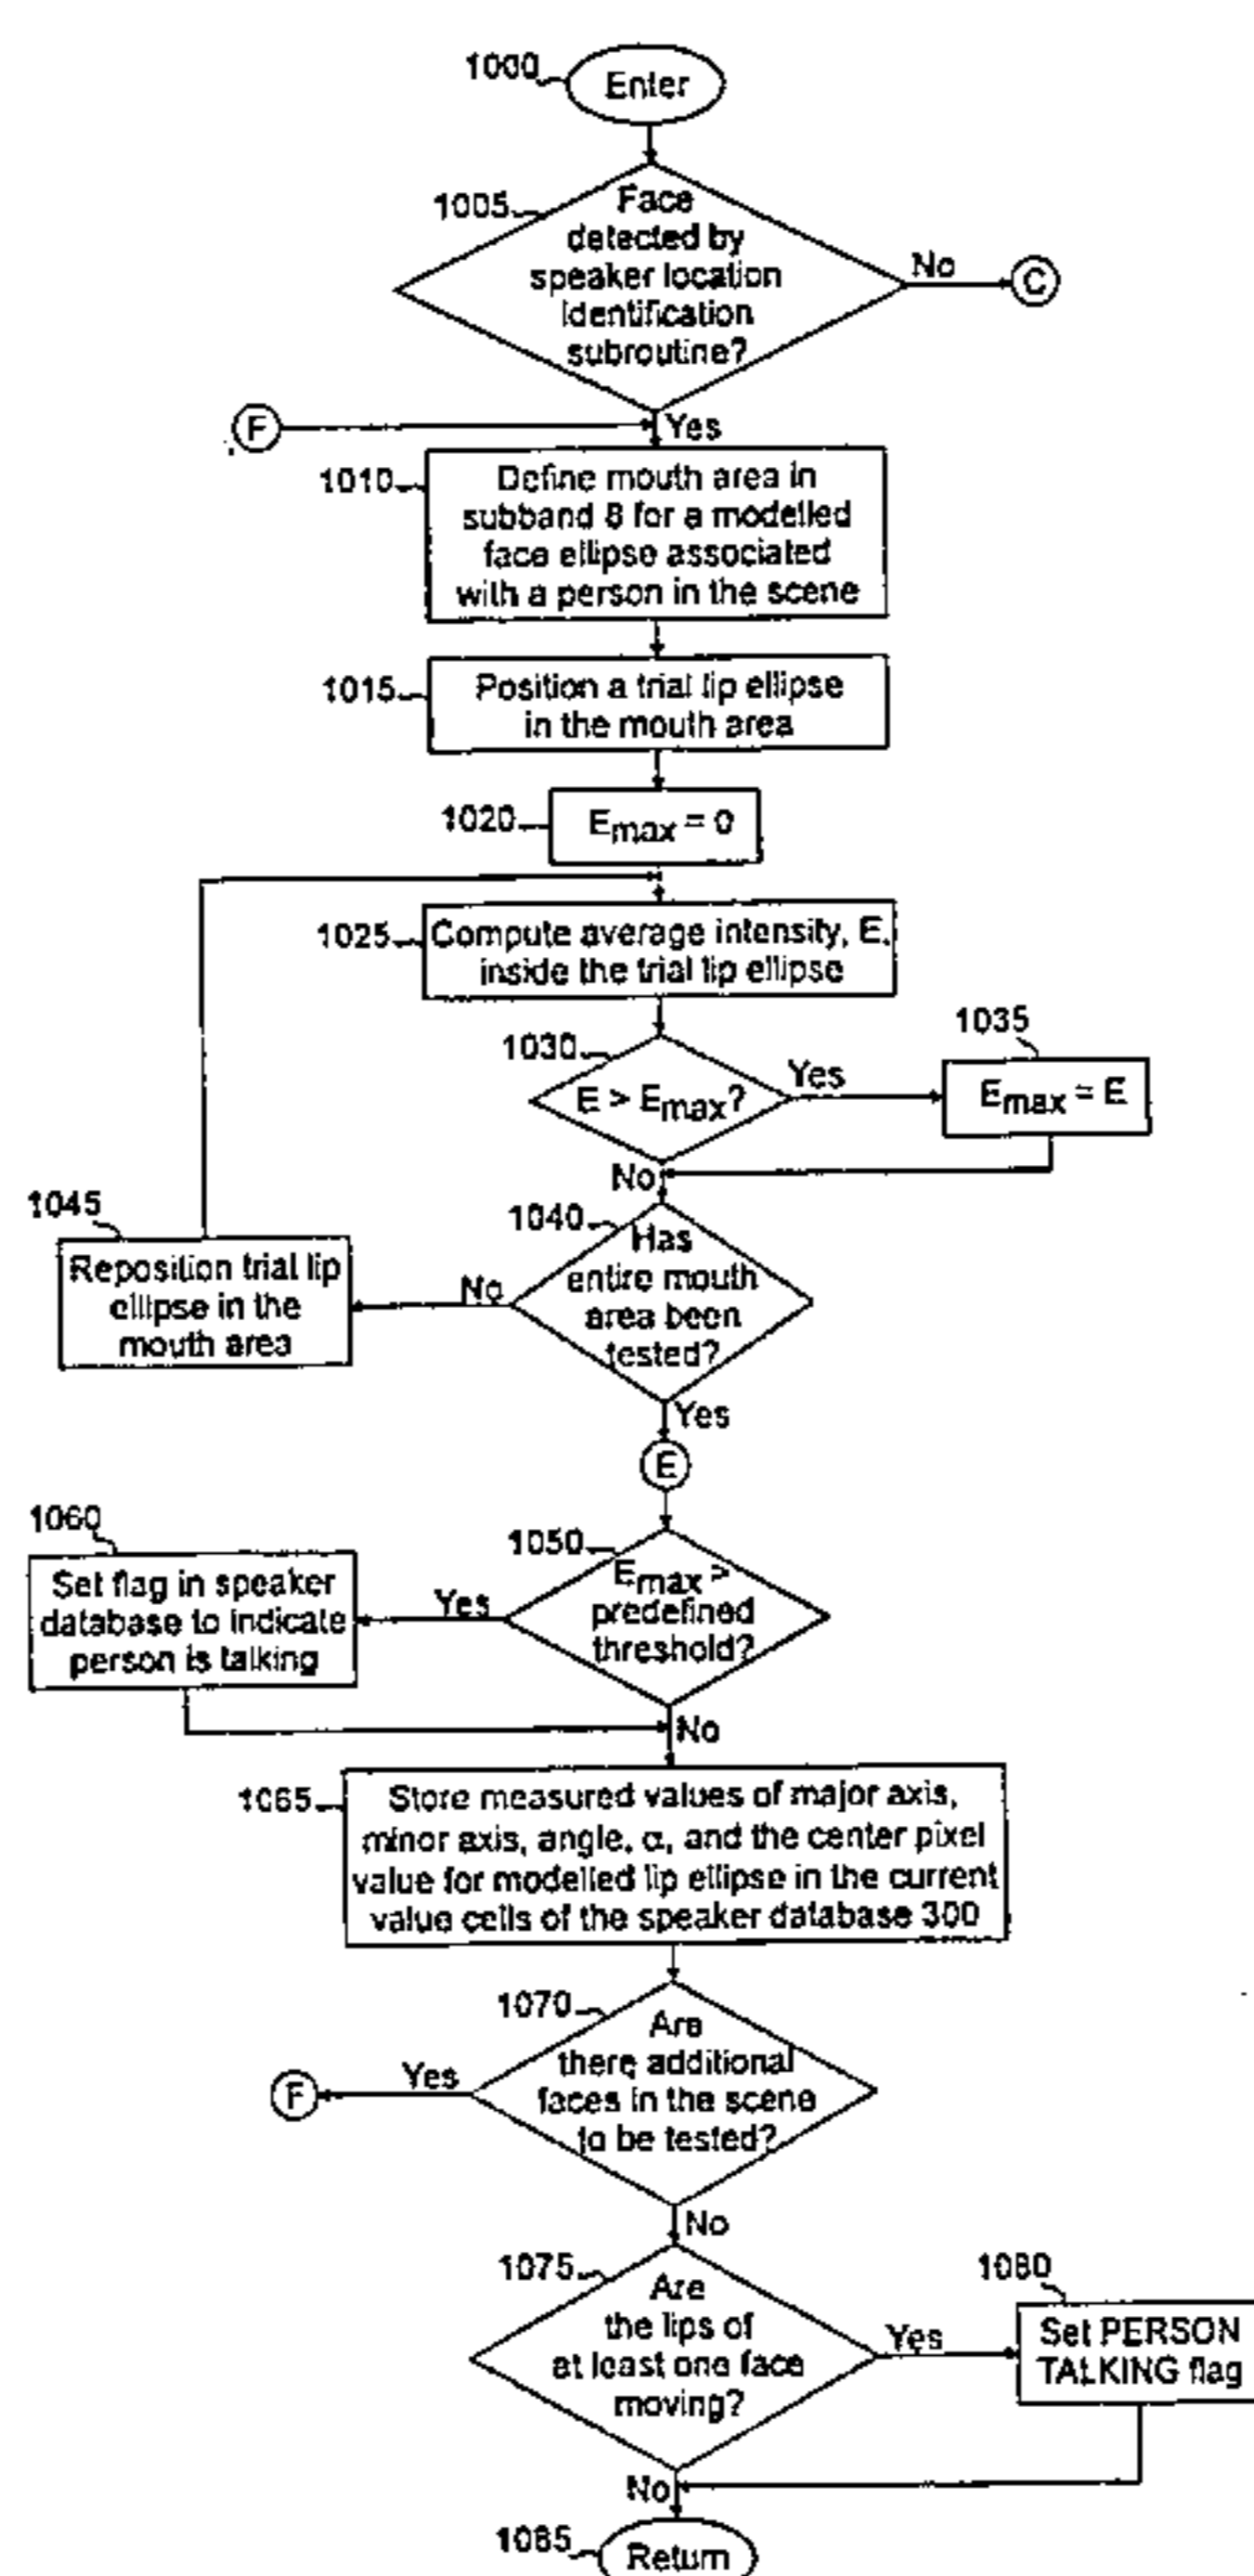 1000
Enter
1005
Face
detected by
speaker location
identification
subroutine?
No
C
F
Yes
1010
Define mouth area in
subband 8 for a modelled
face ellipse associated
with a person in the scene
1015
Position a trial lip ellipse
in the mouth area
1020
Emax = 0
1025
Compute average intensity, E,
inside the trial lip ellipse
1030
E > Emax?
Yes
1035
Emax = E
No
1040
Has
entire mouth
area been
tested?
No
1045
Reposition trial lip
ellipse in the
mouth area
Yes
E
1050
Emax >
predefined
threshold?
Yes
1060
Set flag in speaker
database to indicate
person is talking
No
1065
Store measured values of major axis,
minor axis, angle, α, and the center pixel
value for modelled lip ellipse in the current
value cells of the speaker database 300
1070
Are
there additional
faces in the scene
to be tested?
Yes
F
No
1075
Are
the lips of
at least one face
moving?
Yes
1080
Set PERSON
TALKING flag
No
1085
Return